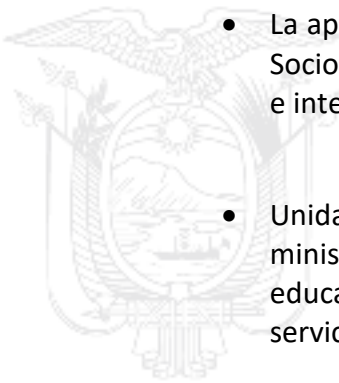 • La ap
Socio
e inte
• Unida
minis
educa
servic